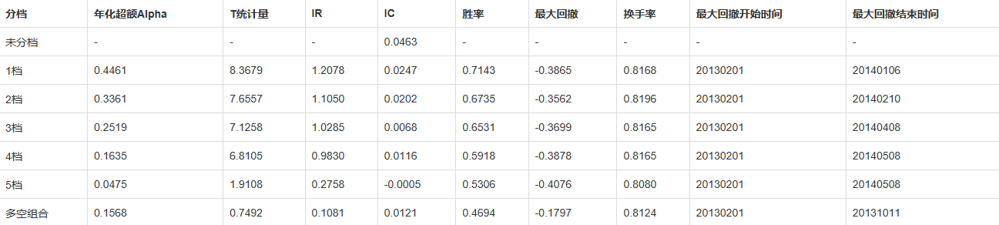 分档 年化超额Alpha T统计量 IR IC 胜率 最大回撤 换手率 最大回撤开始时间 最大回撤结束时间
未分档 - - - 0.0463 - - - - -
1档 0.4461 8.3679 1.2078 0.0247 0.7143 -0.3865 0.8168 20130201 20140106
2档 0.3361 7.6557 1.1050 0.0202 0.6735 -0.3562 0.8196 20130201 20140210
3档 0.2519 7.1258 1.0285 0.0068 0.6531 -0.3699 0.8165 20130201 20140408
4档 0.1635 6.8105 0.9830 0.0116 0.5918 -0.3878 0.8165 20130201 20140508
5档 0.0475 1.9108 0.2758 -0.0005 0.5306 -0.4076 0.8080 20130201 20140508
多空组合 0.1568 0.7492 0.1081 0.0121 0.4694 -0.1797 0.8124 20130201 20131011